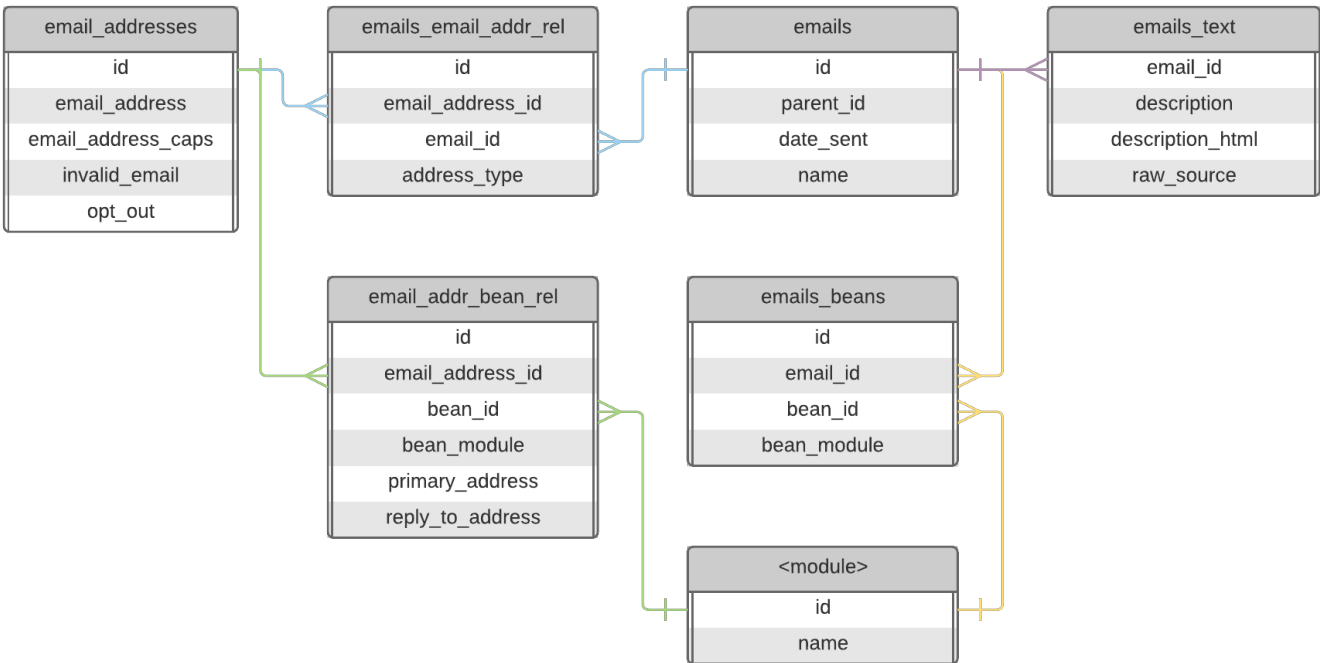 email_addresses
id
email_address
email_address_caps
invalid_email
opt_out
emails_email_addr_rel
id
email_address_id
email_id
address_type
emails
id
parent_id
date_sent
name
emails_text
email_id
description
description_html
raw_source
email_addr_bean_rel
id
email_address_id
bean_id
bean_module
primary_address
reply_to_address
emails_beans
id
email_id
bean_id
bean_module
<module>
id
name